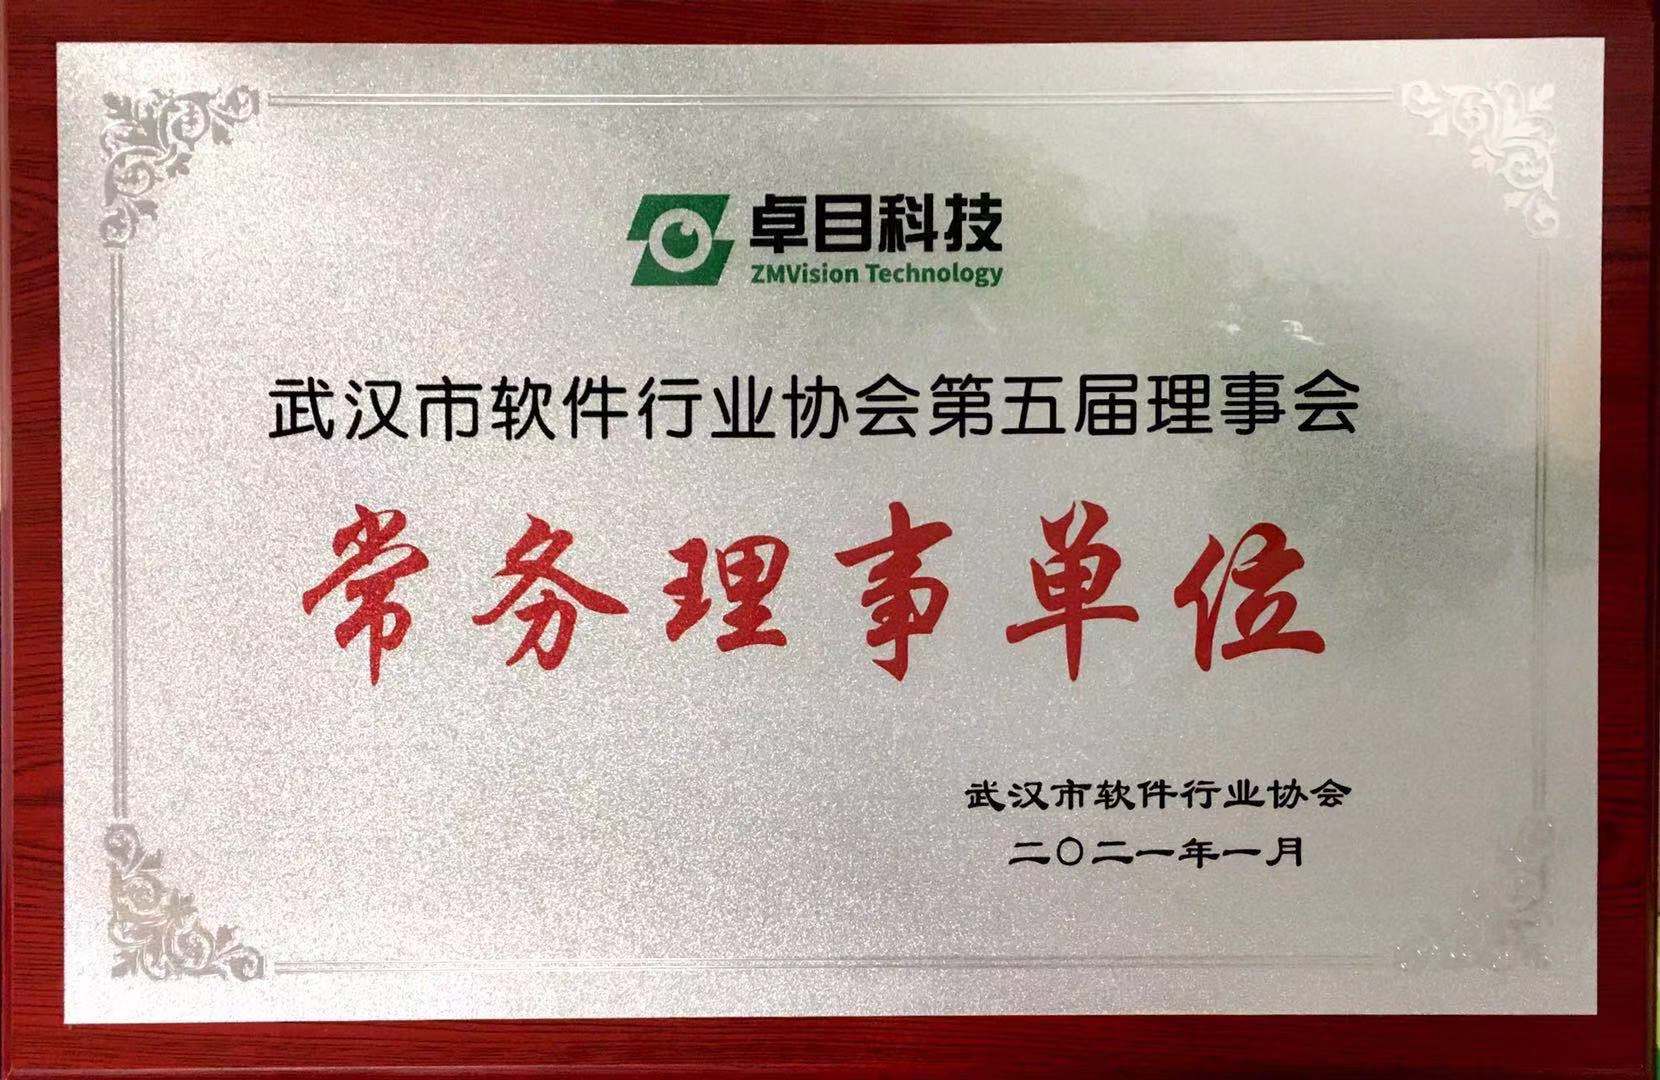 卓目科技
ZMVision Technology
武汉市软件行业协会第五届理事会
常务理事单位
武汉市软件行业协会
二〇二一年一月